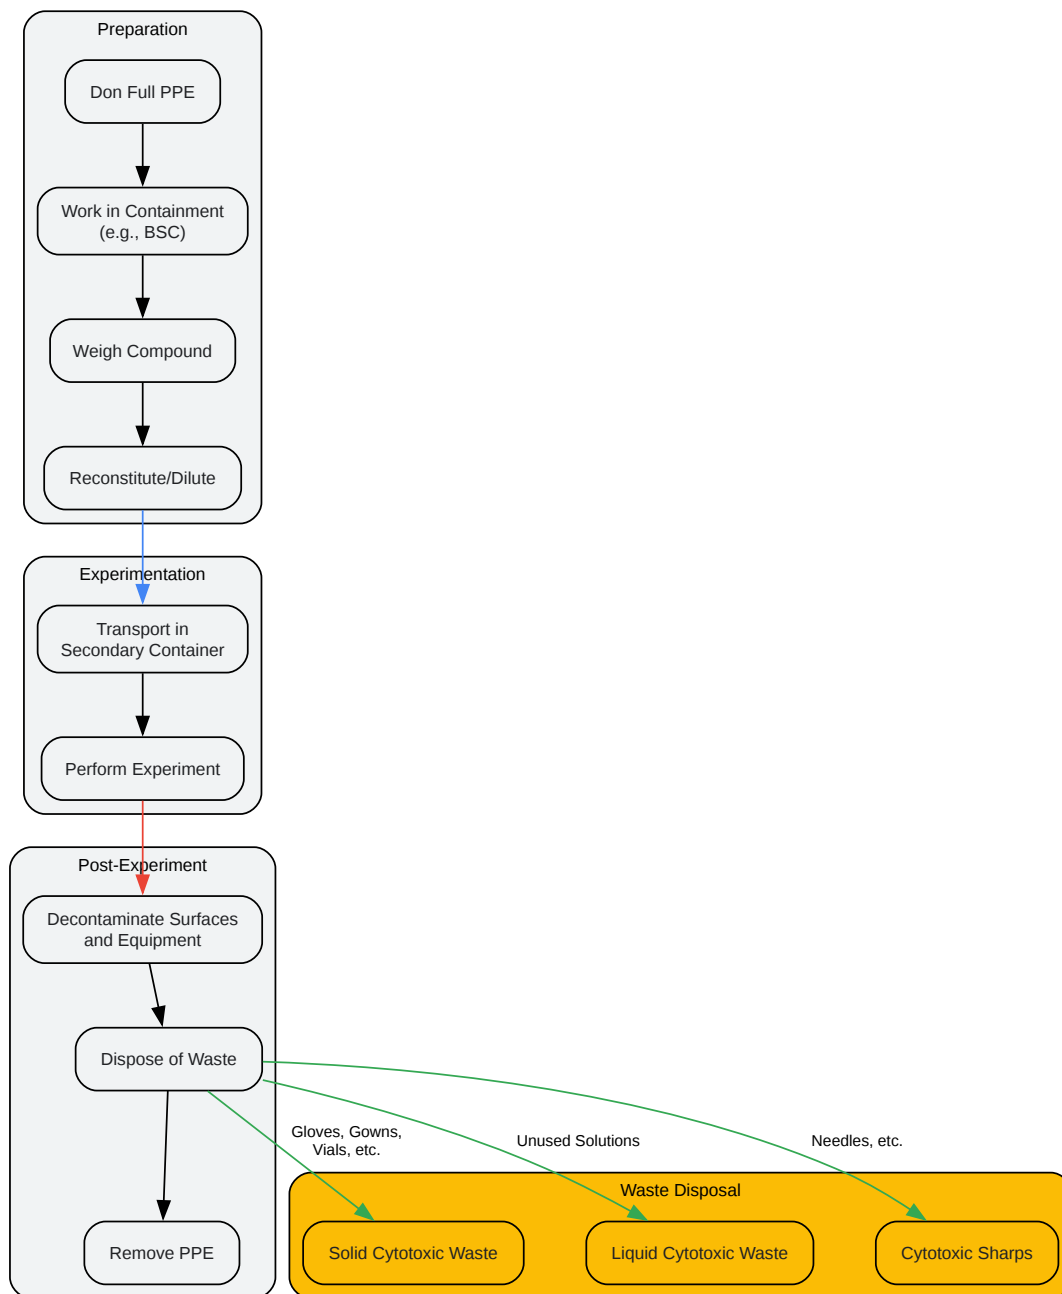 Preparation
Don Full PPE
Work in Containment
(e.g., BSC)
Weigh Compound
Reconstitute/Dilute
Experimentation
Transport in
Secondary Container
Perform Experiment
Post-Experiment
Decontaminate Surfaces
and Equipment
Dispose of Waste
Gloves, Gowns,
Vials, etc.
Unused Solutions
Needles, etc.
Waste Disposal
Remove PPE
Solid Cytotoxic Waste
Liquid Cytotoxic Waste
Cytotoxic Sharps